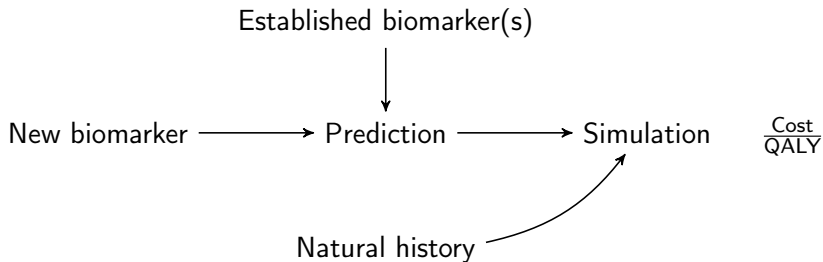 Established biomarker(s)
New biomarker
Prediction
Simulation
Cost
QALY
Natural history